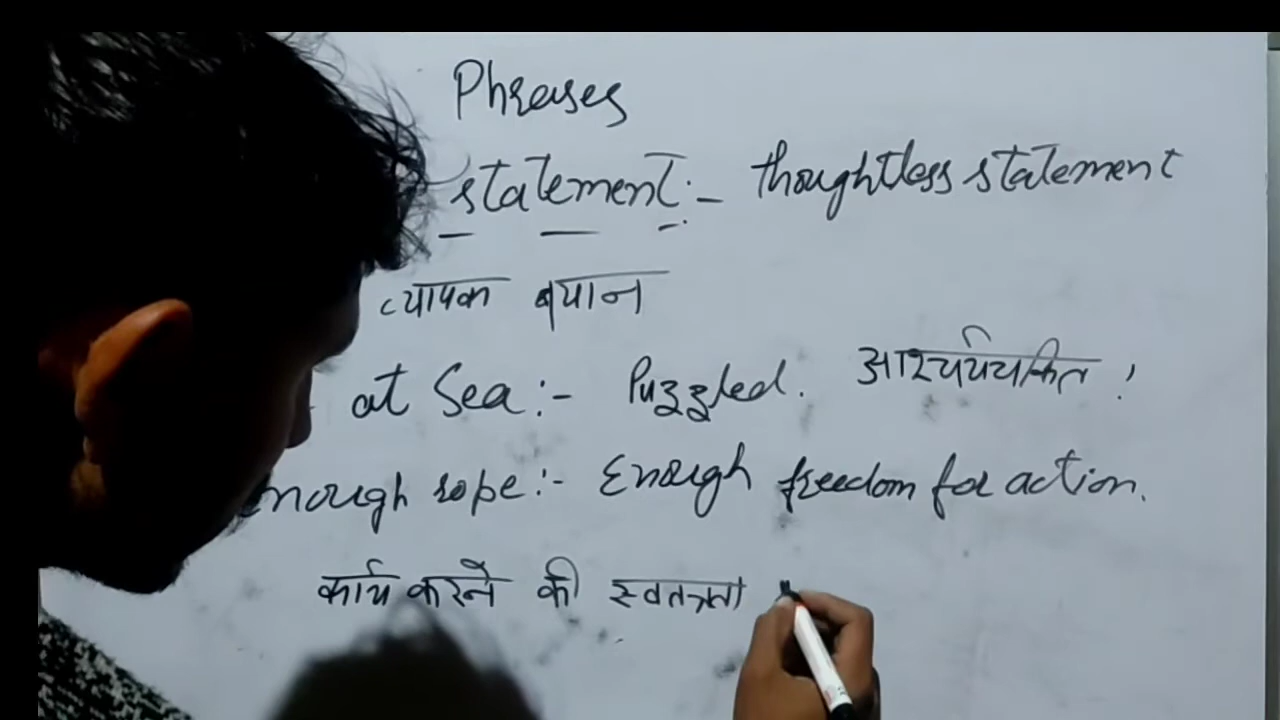 Phrases
statement:- thoughtless statement
व्यापक बयान
at Sea:- Puzzled. आश्चर्यचकित !
enough rope:- Enough freedom for action.
कार्य करने की स्वतन्त्रता